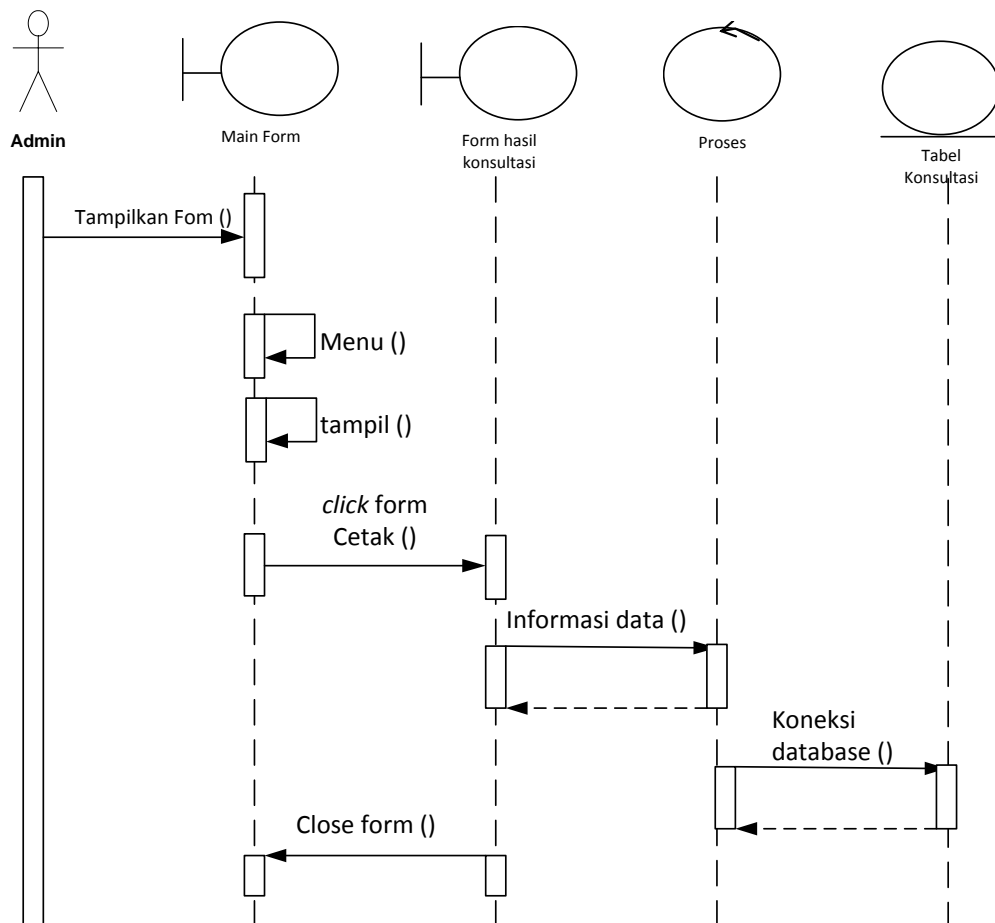 Admin
Main Form
Form hasil
konsultasi
Proses
Tabel
Konsultasi
Tampilkan Fom ()
Menu ()
tampil ()
click form
Cetak ()
Informasi data ()
Koneksi
database ()
Close form ()